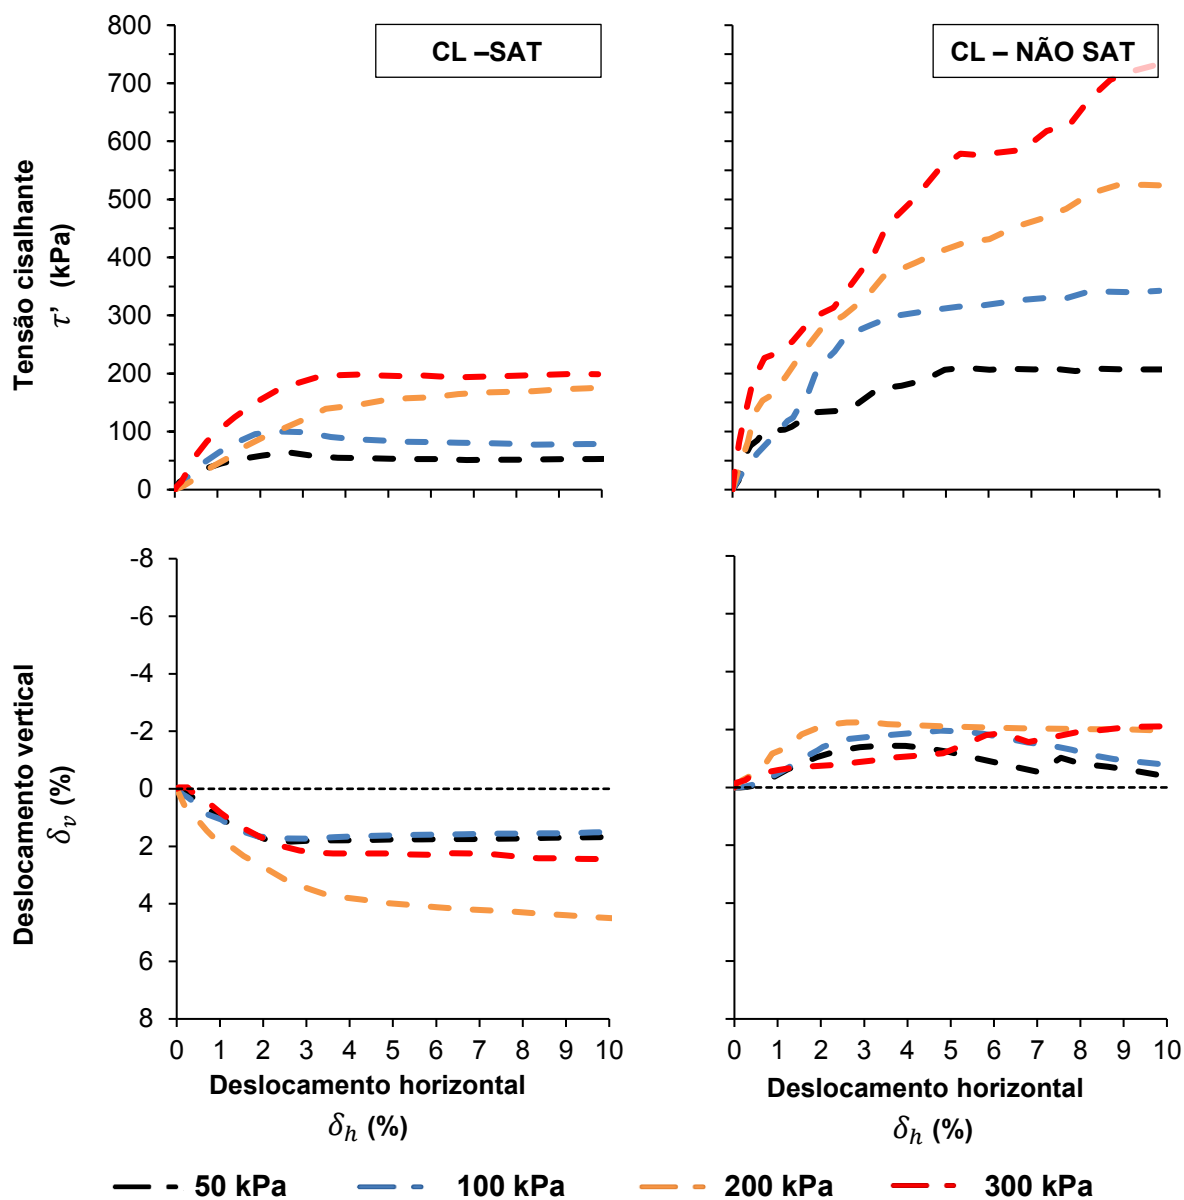 CL –SAT
CL – NÃO SAT
Tensão cisalhante
τ’ (kPa)
800
700
600
500
400
300
200
100
0
Deslocamento vertical
δv (%)
-8
-6
-4
-2
0
2
4
6
8
0 1 2 3 4 5 6 7 8 9 10
0 1 2 3 4 5 6 7 8 9 10
Deslocamento horizontal
δh (%)
Deslocamento horizontal
δh (%)
50 kPa 100 kPa 200 kPa 300 kPa